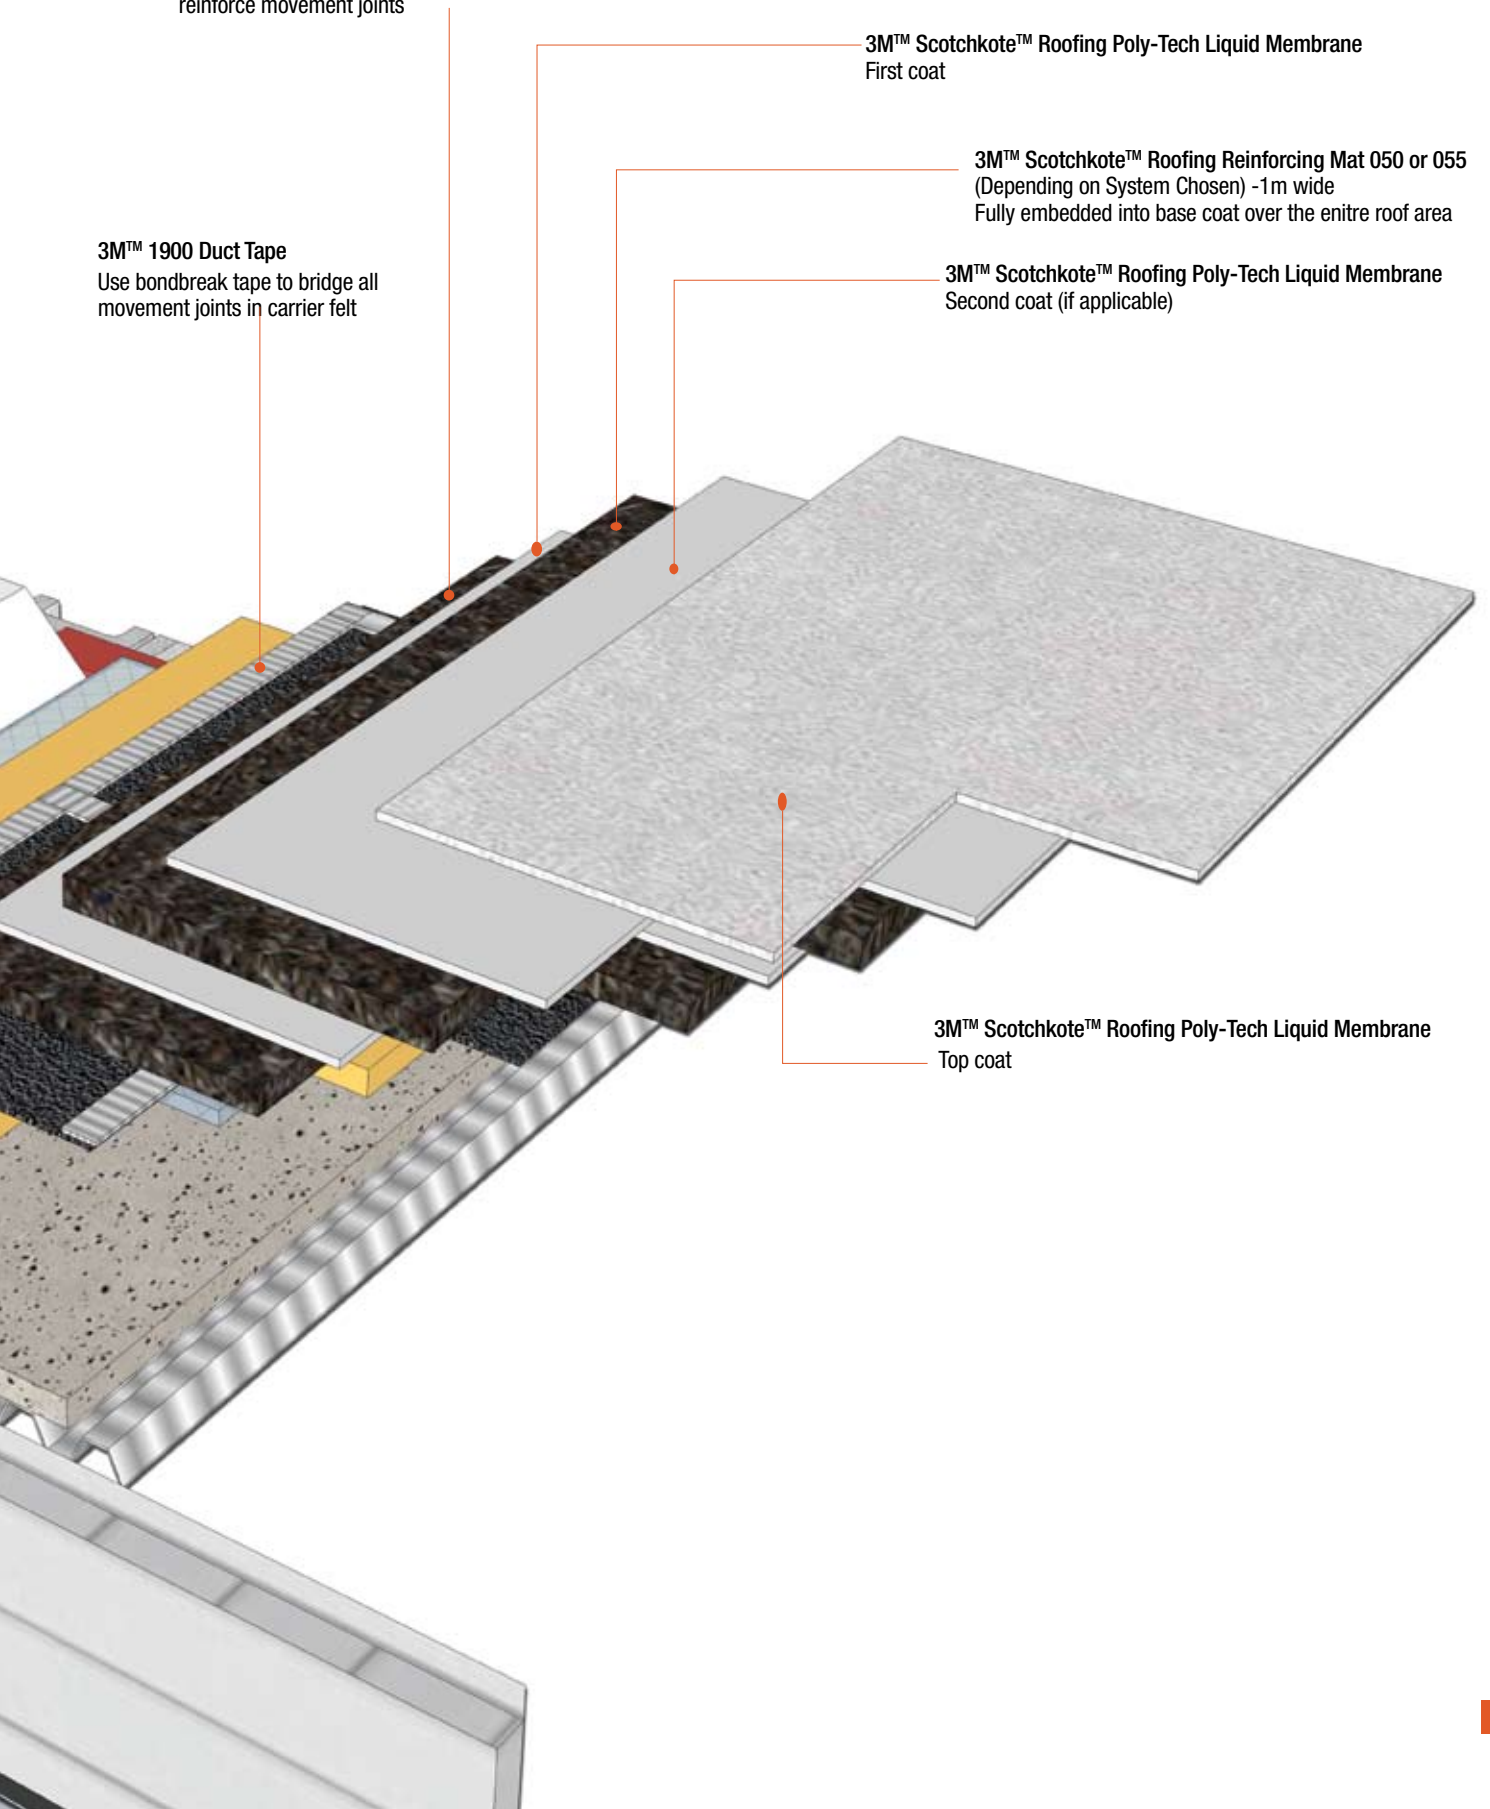 reinforce movement joints
3M™ Scotchkote™ Roofing Poly-Tech Liquid Membrane
First coat
3M™ Scotchkote™ Roofing Reinforcing Mat 050 or 055
(Depending on System Chosen) -1m wide
Fully embedded into base coat over the enitre roof area
3M™ 1900 Duct Tape
Use bondbreak tape to bridge all
movement joints in carrier felt
3M™ Scotchkote™ Roofing Poly-Tech Liquid Membrane
Second coat (if applicable)
3M™ Scotchkote™ Roofing Poly-Tech Liquid Membrane
Top coat